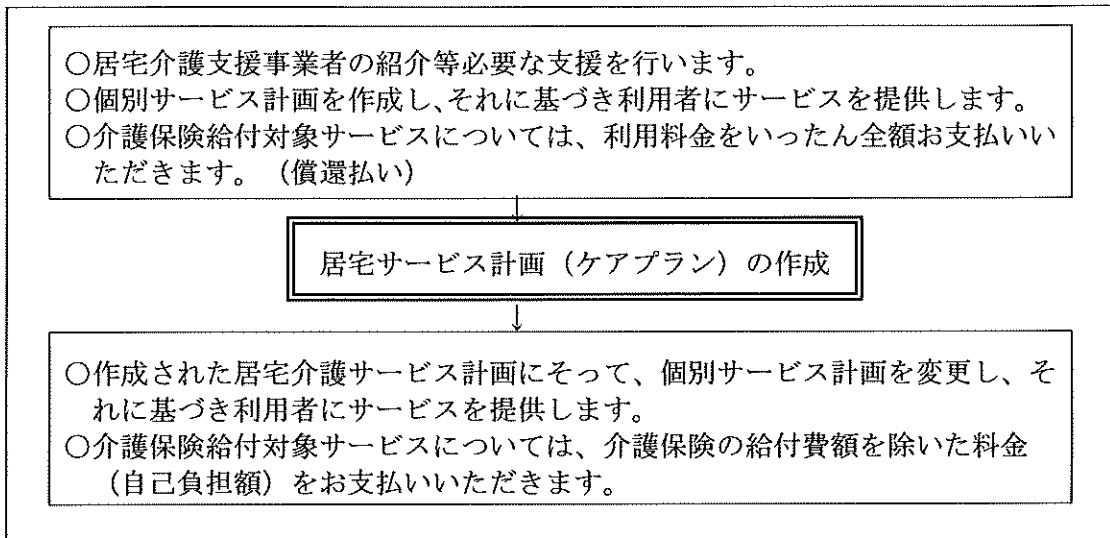 ○居宅介護支援事業者の紹介等必要な支援を行います。
○個別サービス計画を作成し、それに基づき利用者にサービスを提供します。
○介護保険給付対象サービスについては、利用料金をいったん全額お支払いい
ただきます。（償還払い）
↓
居宅サービス計画（ケアプラン）の作成
↓
○作成された居宅介護サービス計画にそって、個別サービス計画を変更し、そ
れに基づき利用者にサービスを提供します。
○介護保険給付対象サービスについては、介護保険の給付費額を除いた料金
（自己負担額）をお支払いいただきます。